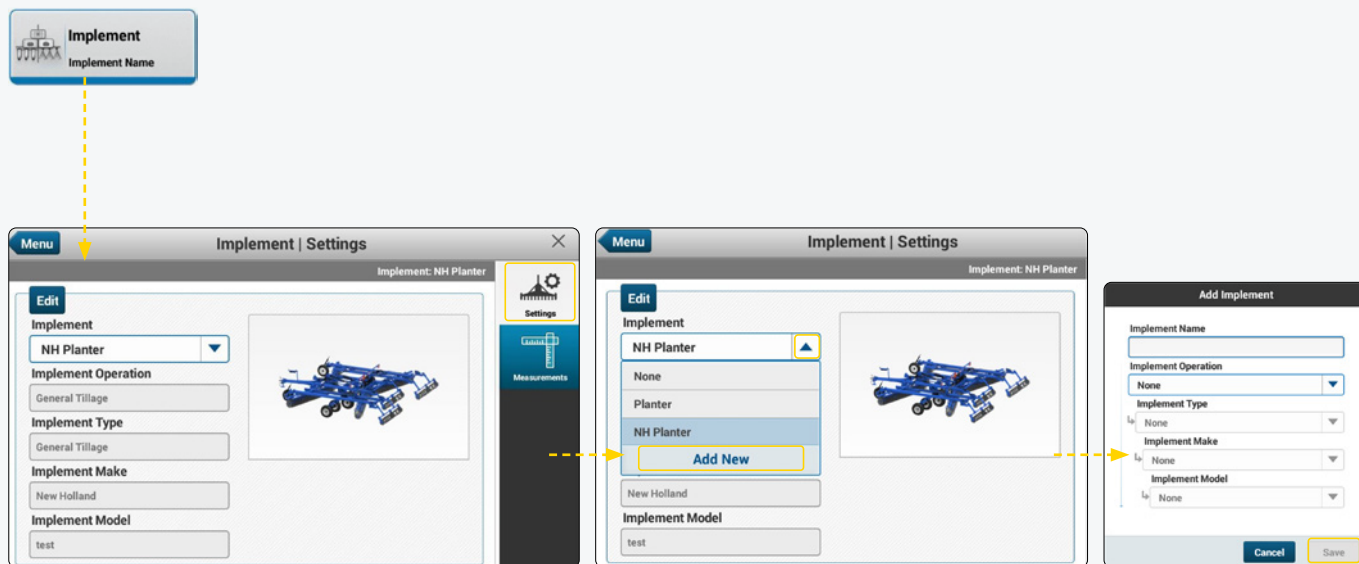 Implement
Implement Name
Menu
Implement | Settings
Implement: NH Planter
Edit
Implement
NH Planter
Implement Operation
General Tillage
Implement Type
General Tillage
Implement Make
New Holland
Implement Model
test
Settings
Measurements
Menu
Implement | Settings
Implement: NH Planter
Edit
Implement
NH Planter
None
Planter
NH Planter
Add New
New Holland
Implement Model
test
Add Implement
Implement Name
Implement Operation
None
Implement Type
None
Implement Make
None
Implement Model
None
Cancel Save